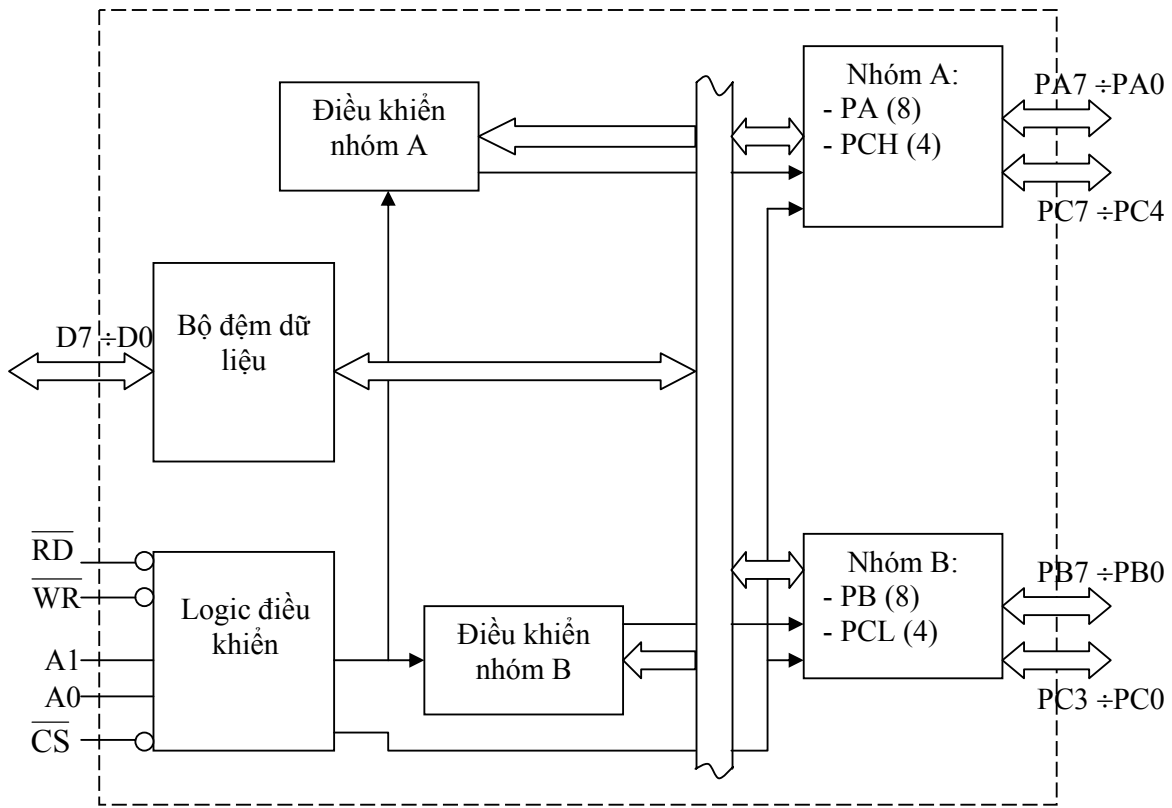 Nhóm A:
- PA (8)
- PCH (4)
PA7 ÷PA0
PC7 ÷PC4
Điều khiển
nhóm A
D7 ÷D0
Bộ đệm dữ
liệu
RD
WR
A1
A0
CS
Logic điều
khiển
Điều khiển
nhóm B
Nhóm B:
- PB (8)
- PCL (4)
PB7 ÷PB0
PC3 ÷PC0